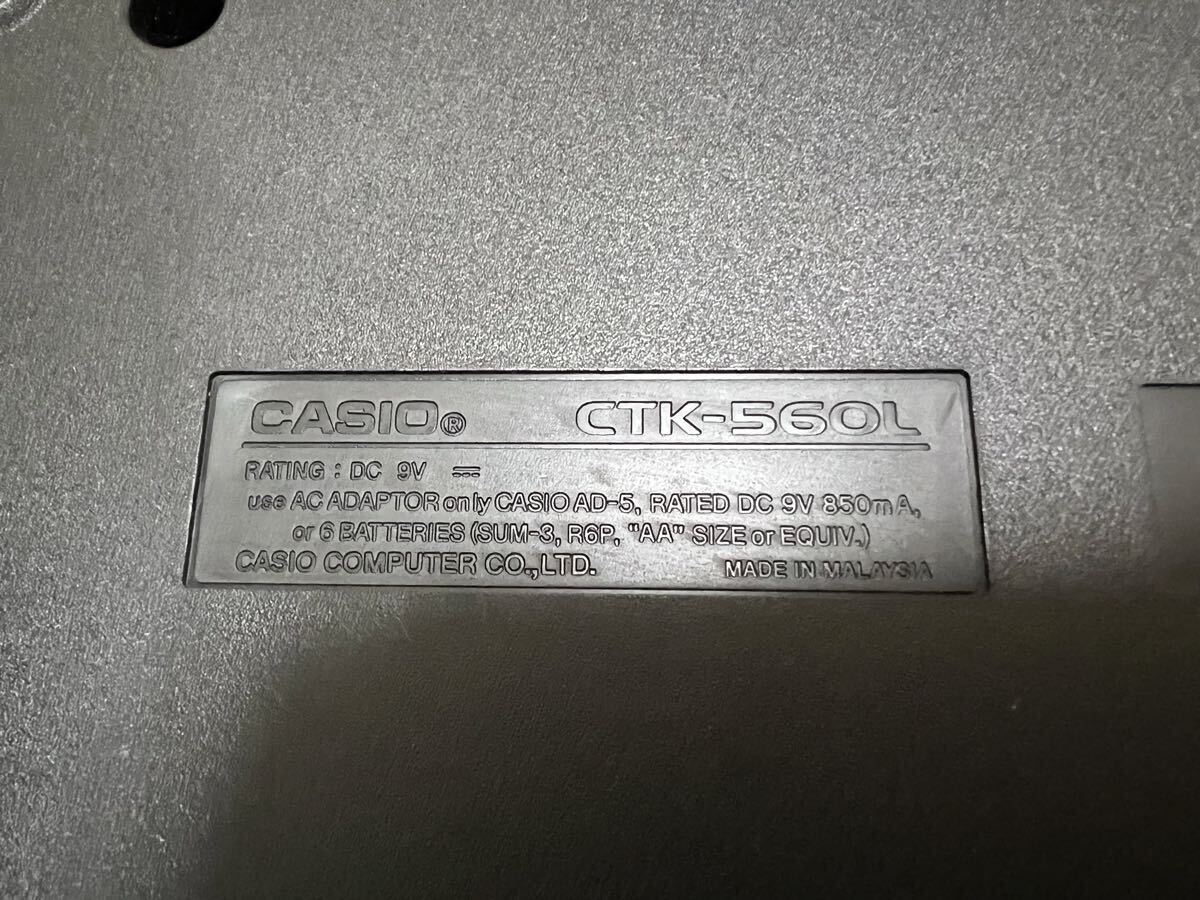 CASIO® CTK-560L
RATING : DC 9V ⎓
use AC ADAPTOR only CASIO AD-5, RATED DC 9V 850mA,
or 6 BATTERIES (SUM-3, R6P, "AA" SIZE or EQUIV.)
CASIO COMPUTER CO.,LTD. MADE IN MALAYSIA